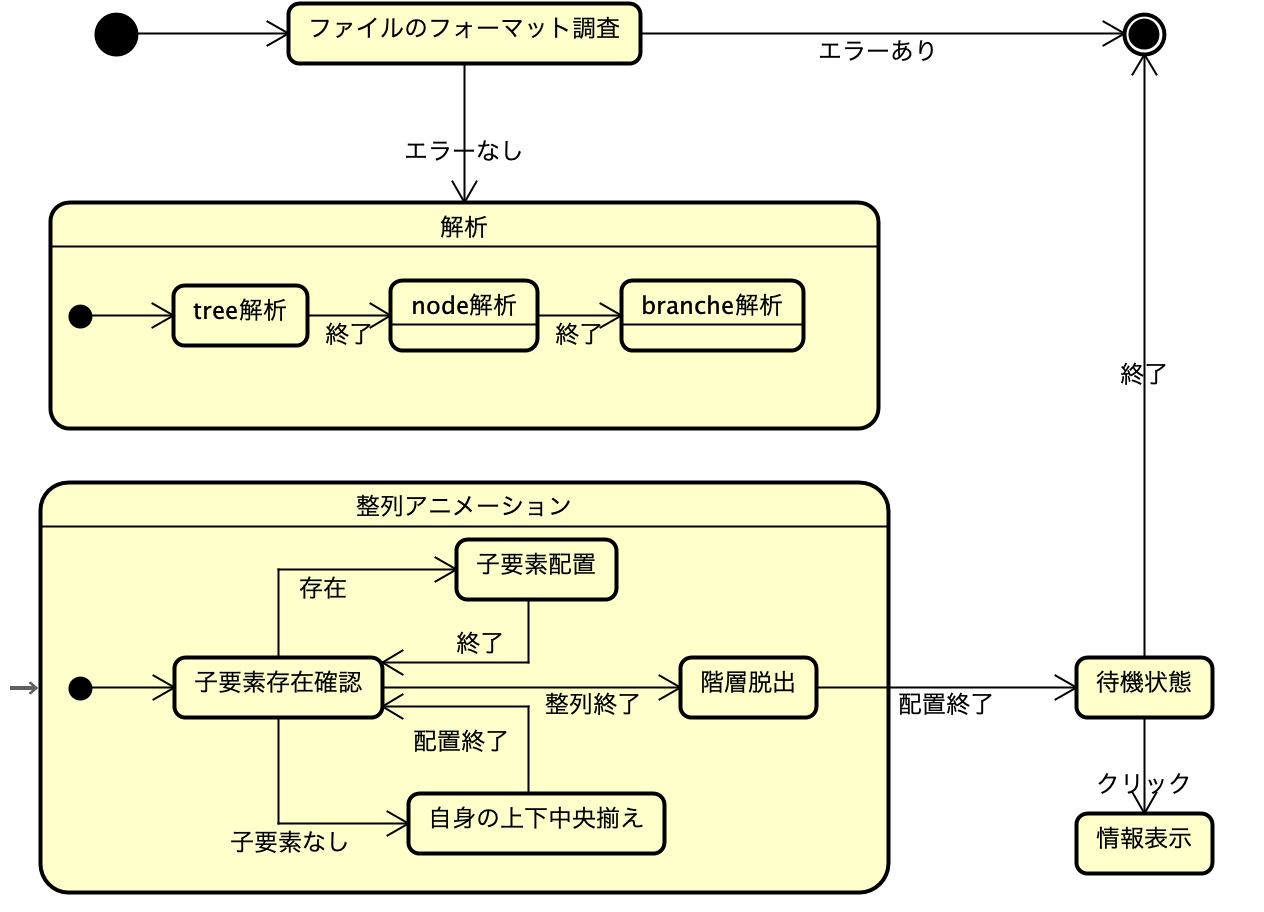 ファイルのフォーマット調査
エラーあり
エラーなし
解析
tree解析
終了
node解析
終了
branche解析
終了
整列アニメーション
子要素配置
存在
終了
子要素存在確認
整列終了
階層脱出
配置終了
待機状態
配置終了
クリック
子要素なし
自身の上下中央揃え
情報表示